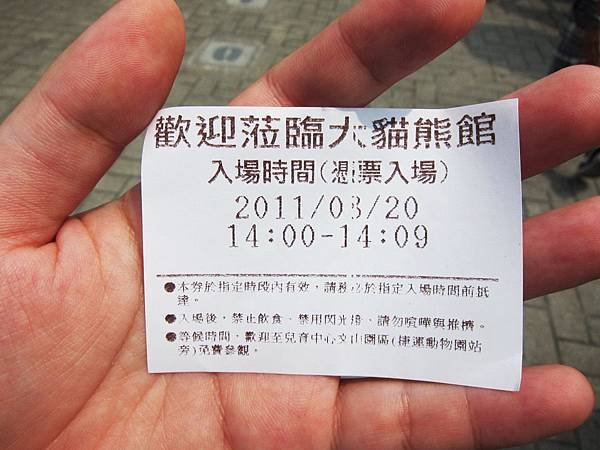 歡迎蒞臨大貓熊館
入場時間(憑票入場)
2011/08/20
14:00-14:09
●本券於指定時段內有效，請務必於指定入場時間前抵
達。
●入場後，禁止飲食、禁用閃光燈、請勿喧嘩與推擠。
●等候時間，歡迎至兒育中心文山園區(捷運動物園站
旁)免費參觀。